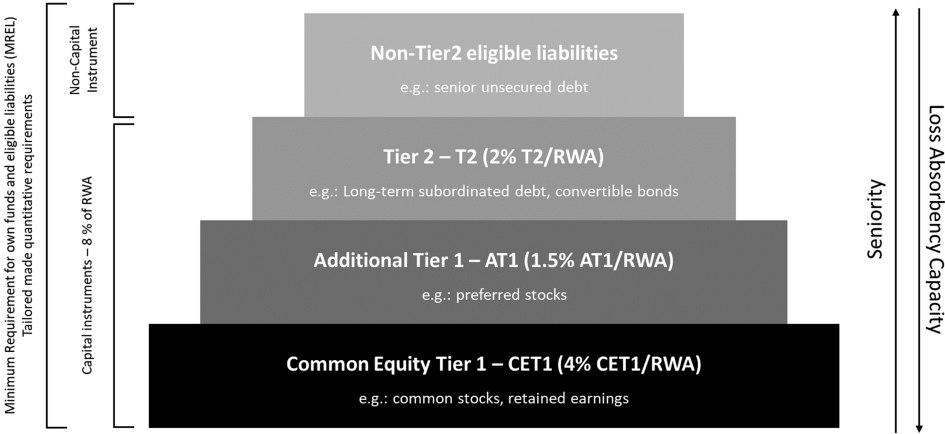 Minimum Requirement for own funds and eligible liabilities (MREL)
Tailored made quantitative requirements
Non-Capital
Instrument
Capital instruments – 8 % of RWA
Non-Tier2 eligible liabilities
e.g.: senior unsecured debt
Tier 2 – T2 (2% T2/RWA)
e.g.: Long-term subordinated debt, convertible bonds
Additional Tier 1 – AT1 (1.5% AT1/RWA)
e.g.: preferred stocks
Common Equity Tier 1 – CET1 (4% CET1/RWA)
e.g.: common stocks, retained earnings
Seniority
Loss Absorbency Capacity